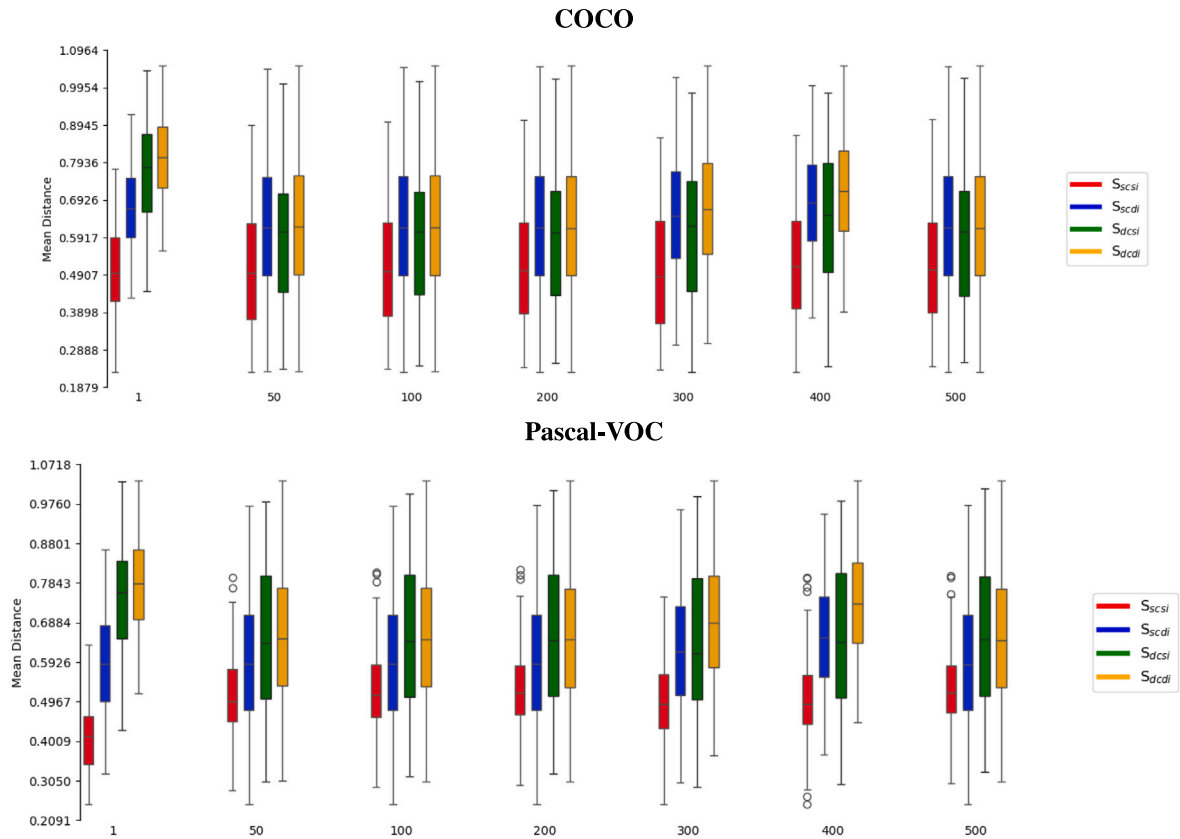 COCO
1.0964
0.9954
0.8945
0.7936
0.6926
0.5917
0.4907
0.3898
0.2888
0.1879
Mean Distance
1 50 100 200 300 400 500
S_scsi
S_scdi
S_dcsi
S_dcdi
Pascal-VOC
1.0718
0.9760
0.8801
0.7843
0.6884
0.5926
0.4967
0.4009
0.3050
0.2091
Mean Distance
1 50 100 200 300 400 500
S_scsi
S_scdi
S_dcsi
S_dcdi